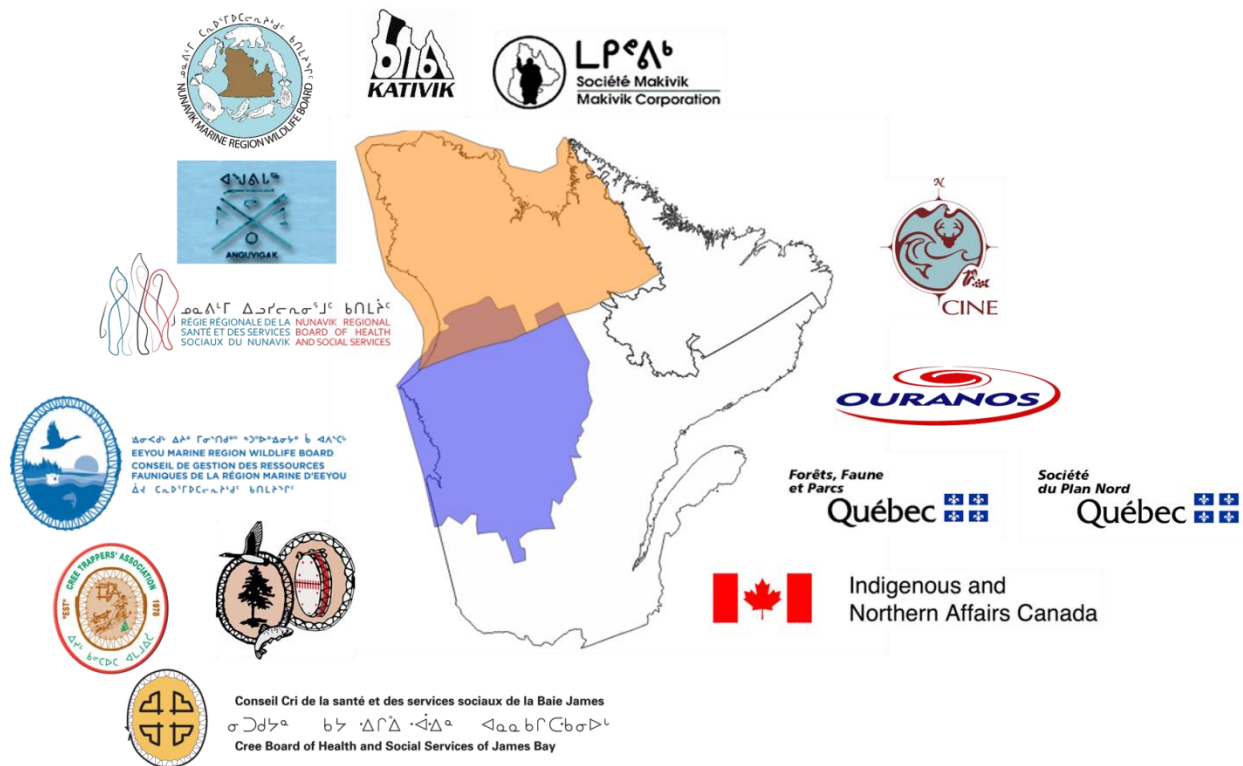 NUNAVIK MARINE REGION WILDLIFE BOARD
KATIVIK
ᒪᑭᕝᕕᒃ
Société Makivik
Makivik Corporation
ANGUVIGAK
RÉGIE RÉGIONALE DE LA
SANTÉ ET DES SERVICES
SOCIAUX DU NUNAVIK
NUNAVIK REGIONAL
BOARD OF HEALTH
AND SOCIAL SERVICES
N
CINE
OURANOS
EEYOU MARINE REGION WILDLIFE BOARD
CONSEIL DE GESTION DES RESSOURCES
FAUNIQUES DE LA RÉGION MARINE D'EEYOU
Forêts, Faune
et Parcs
Québec
Société
du Plan Nord
Québec
"EST" CREE TRAPPERS' ASSOCIATION 1978
Indigenous and
Northern Affairs Canada
Conseil Cri de la santé et des services sociaux de la Baie James
Cree Board of Health and Social Services of James Bay